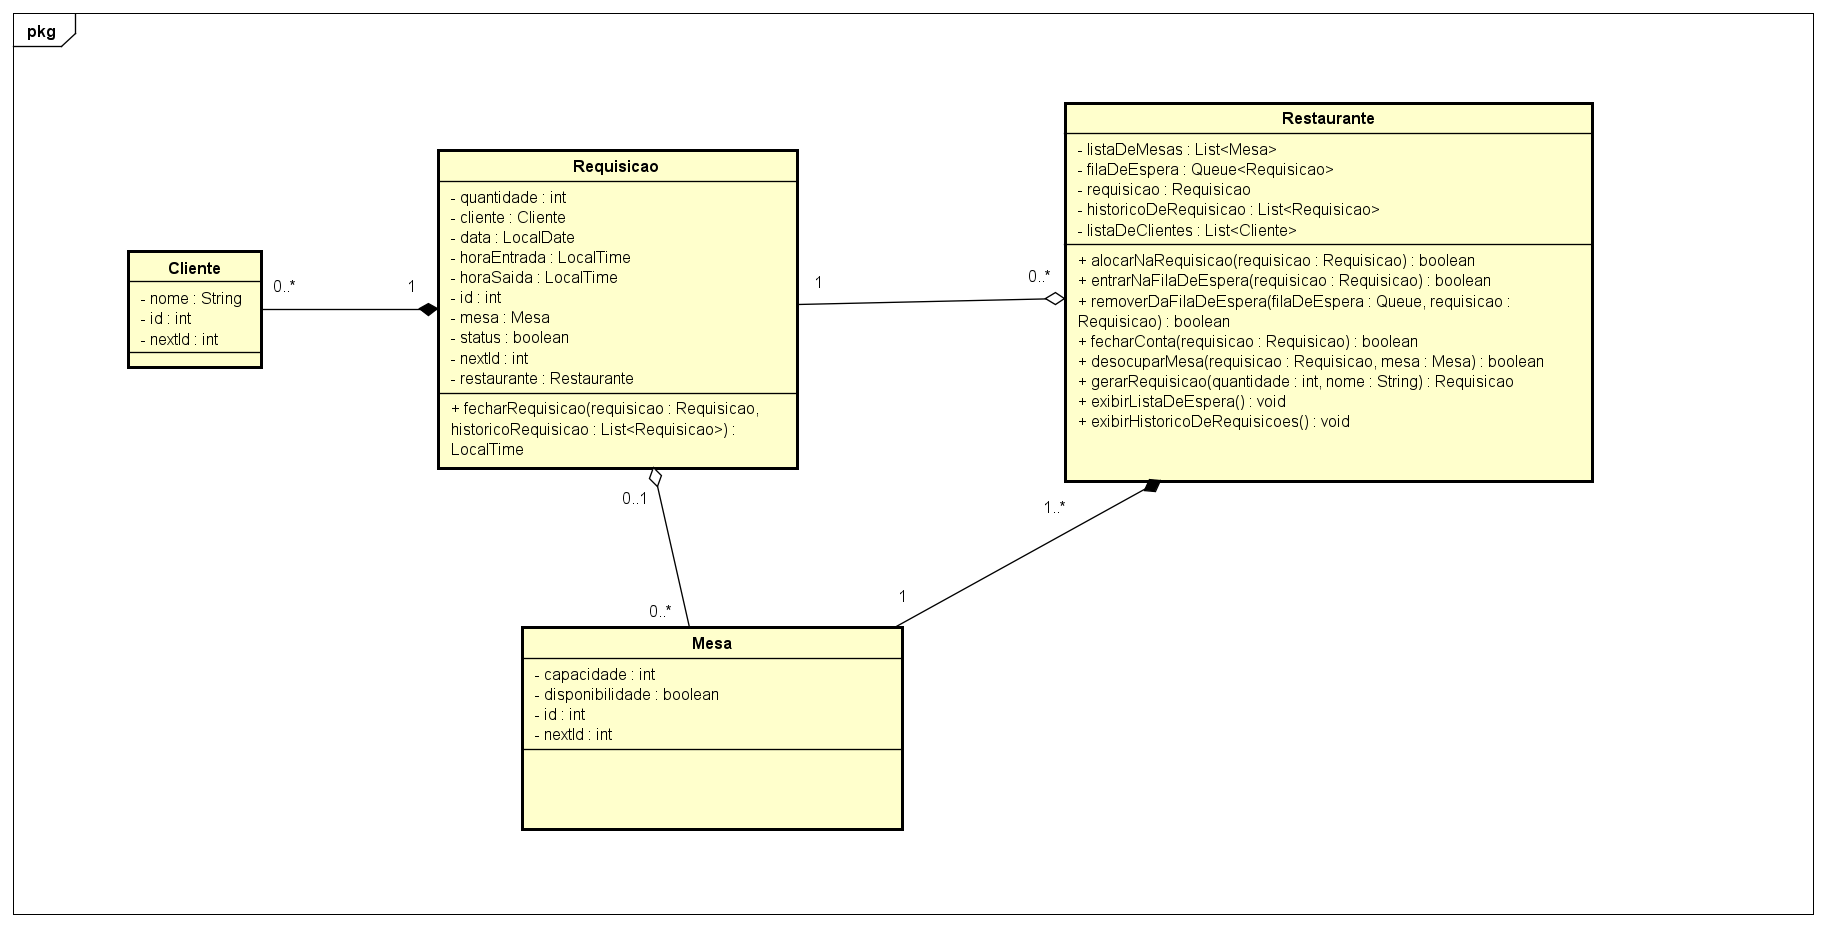 pkg
Cliente
- nome : String
- id : int
- nextId : int
0..*
1
Requisicao
- quantidade : int
- cliente : Cliente
- data : LocalDate
- horaEntrada : LocalTime
- horaSaida : LocalTime
- id : int
- mesa : Mesa
- status : boolean
- nextId : int
- restaurante : Restaurante
+ fecharRequisicao(requisicao : Requisicao,
historicoRequisicao : List<Requisicao>) :
LocalTime
1
0..*
Restaurante
- listaDeMesas : List<Mesa>
- filaDeEspera : Queue<Requisicao>
- requisicao : Requisicao
- historicoDeRequisicao : List<Requisicao>
- listaDeClientes : List<Cliente>
+ alocarNaRequisicao(requisicao : Requisicao) : boolean
+ entrarNaFilaDeEspera(requisicao : Requisicao) : boolean
+ removerDaFilaDeEspera(filaDeEspera : Queue, requisicao :
Requisicao) : boolean
+ fecharConta(requisicao : Requisicao) : boolean
+ desocuparMesa(requisicao : Requisicao, mesa : Mesa) : boolean
+ gerarRequisicao(quantidade : int, nome : String) : Requisicao
+ exibirListaDeEspera() : void
+ exibirHistoricoDeRequisicoes() : void
0..1
0..*
1..*
1
Mesa
- capacidade : int
- disponibilidade : boolean
- id : int
- nextId : int